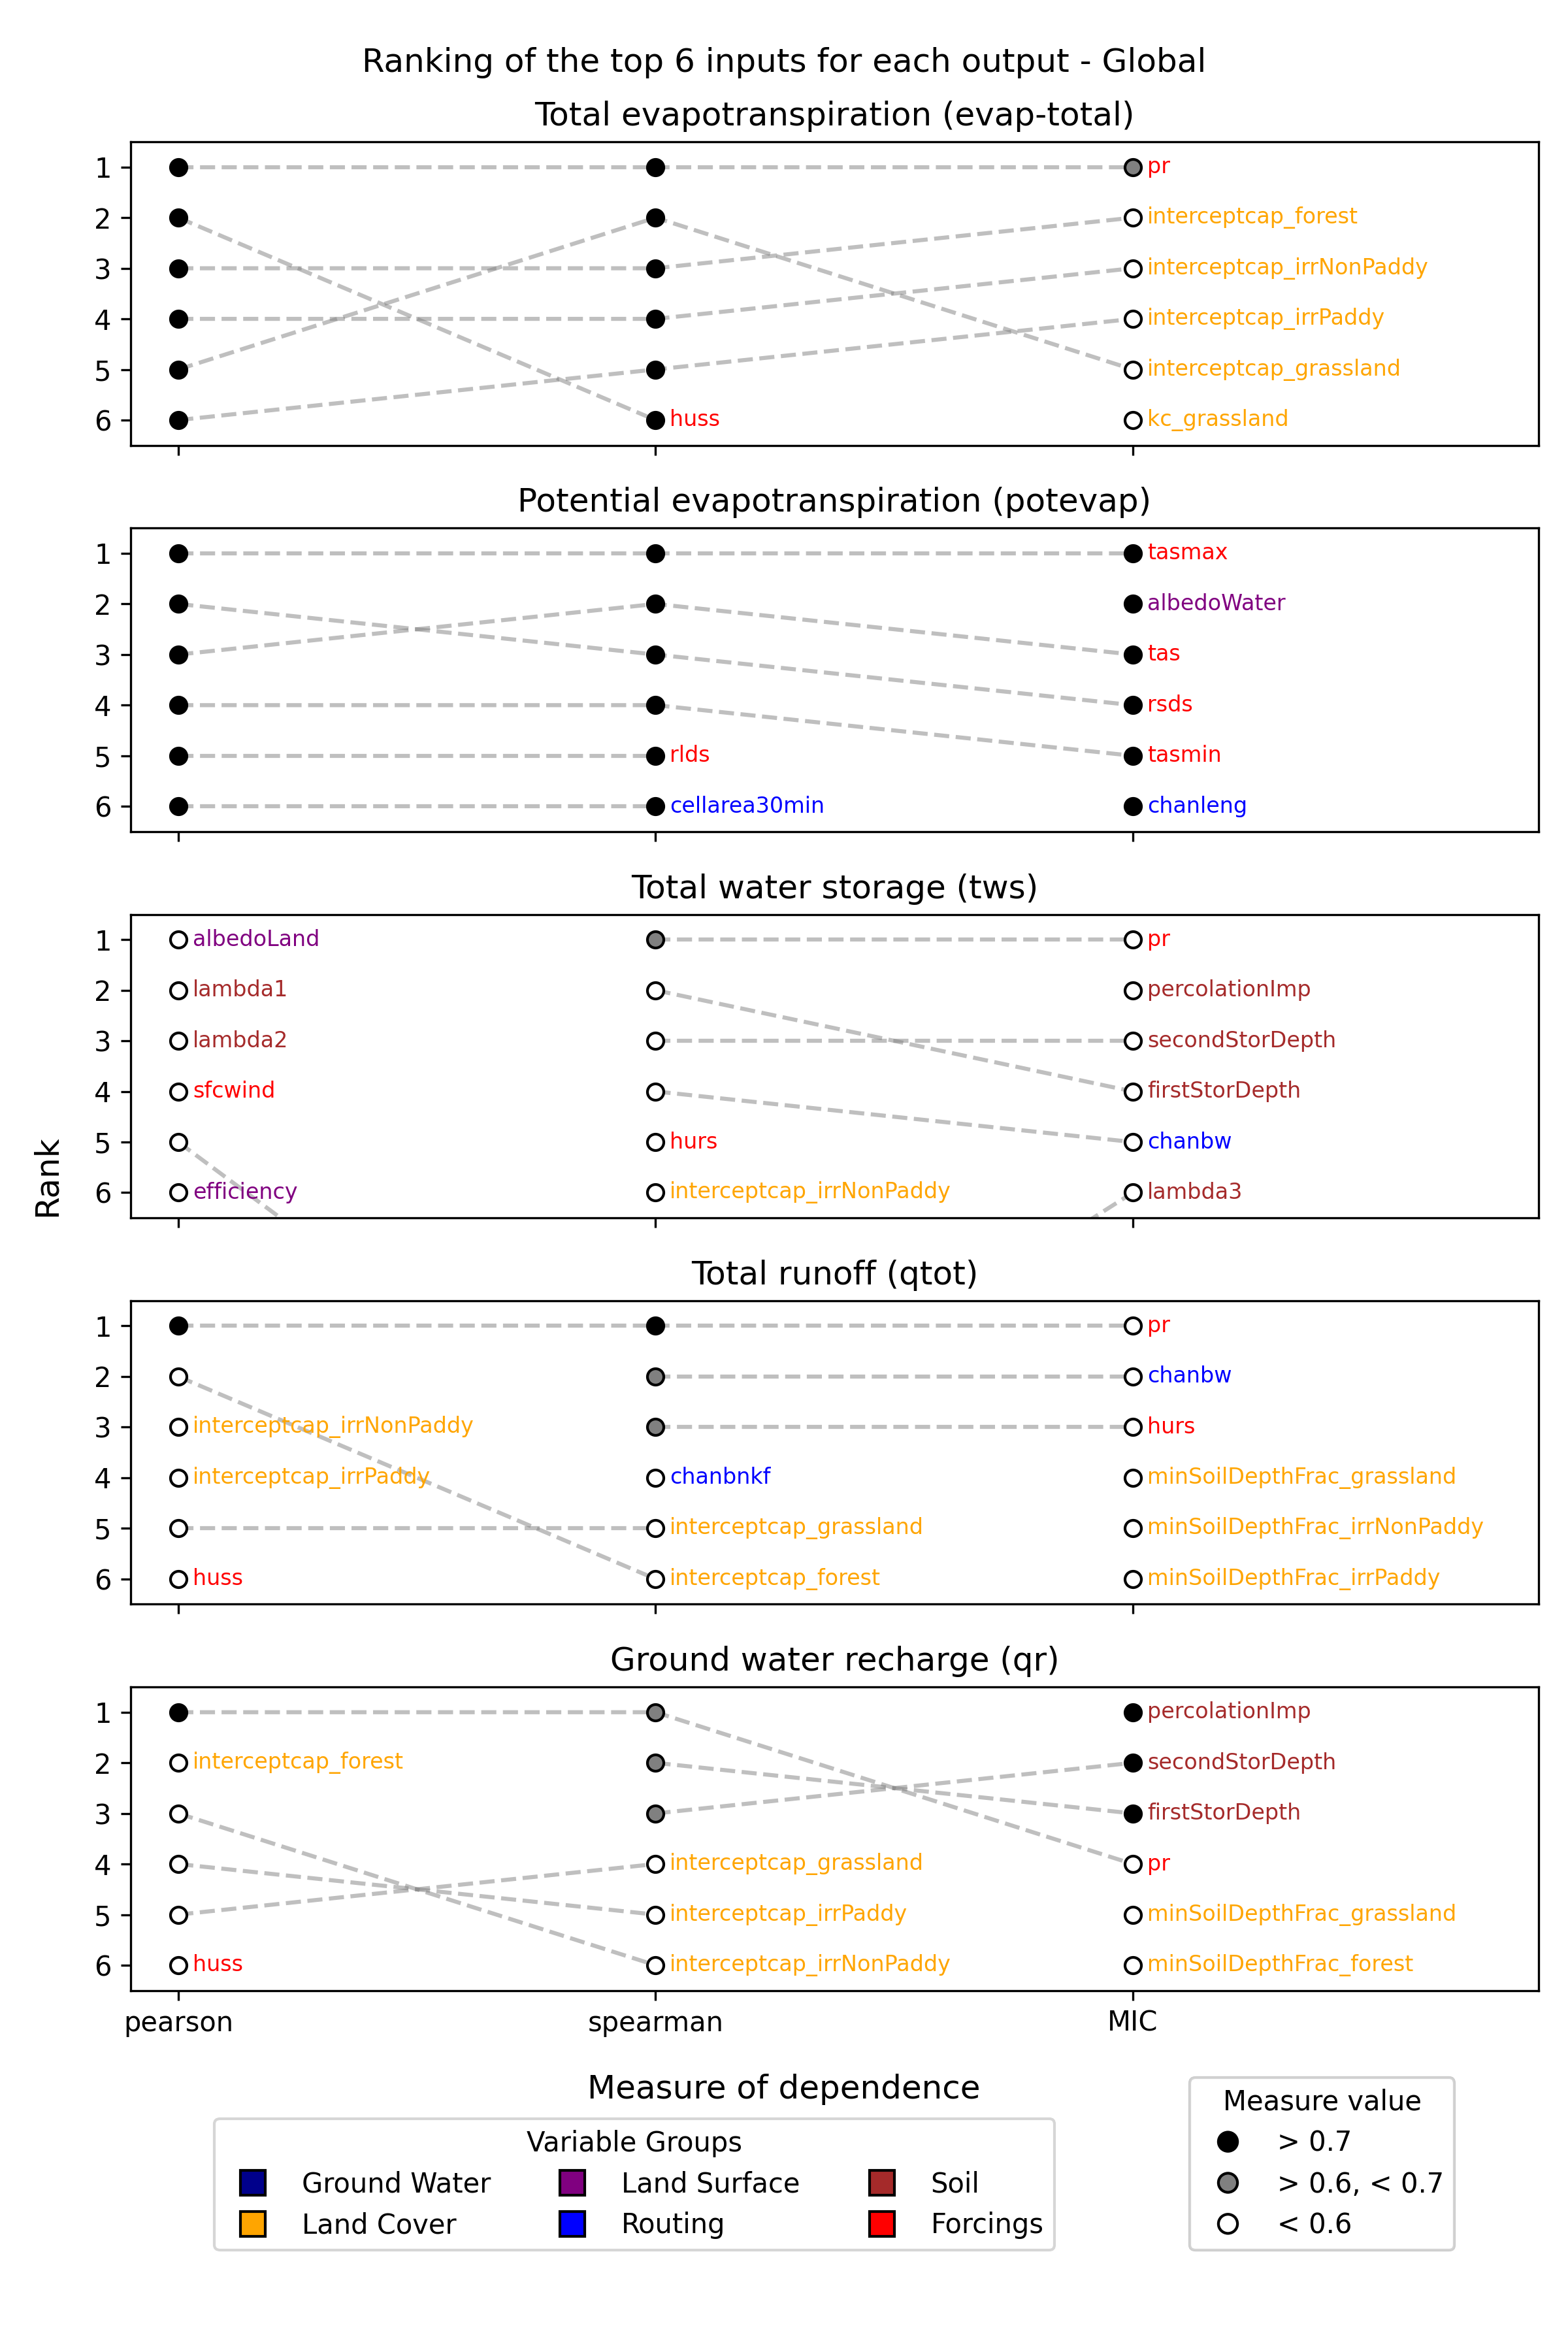 Ranking of the top 6 inputs for each output - Global
Total evapotranspiration (evap-total)
1 pr
2 interceptcap_forest
3 interceptcap_irrNonPaddy
4 interceptcap_irrPaddy
5 interceptcap_grassland
6 huss kc_grassland
Potential evapotranspiration (potevap)
1 tasmax
2 albedoWater
3 tas
4 rsds
5 rlds tasmin
6 cellarea30min chanleng
Total water storage (tws)
1 albedoLand pr
2 lambda1 percolationImp
3 lambda2 secondStorDepth
4 sfcwind firstStorDepth
5 hurs chanbw
6 efficiency interceptcap_irrNonPaddy lambda3
Rank
Total runoff (qtot)
1 pr
2 chanbw
3 interceptcap_irrNonPaddy hurs
4 interceptcap_irrPaddy chanbnkf minSoilDepthFrac_grassland
5 interceptcap_grassland minSoilDepthFrac_irrNonPaddy
6 huss interceptcap_forest minSoilDepthFrac_irrPaddy
Ground water recharge (qr)
1 percolationImp
2 interceptcap_forest secondStorDepth
3 firstStorDepth
4 interceptcap_grassland pr
5 interceptcap_irrPaddy minSoilDepthFrac_grassland
6 huss interceptcap_irrNonPaddy minSoilDepthFrac_forest
pearson spearman MIC
Measure of dependence
Variable Groups
Ground Water Land Surface Soil
Land Cover Routing Forcings
Measure value
> 0.7
> 0.6, < 0.7
< 0.6